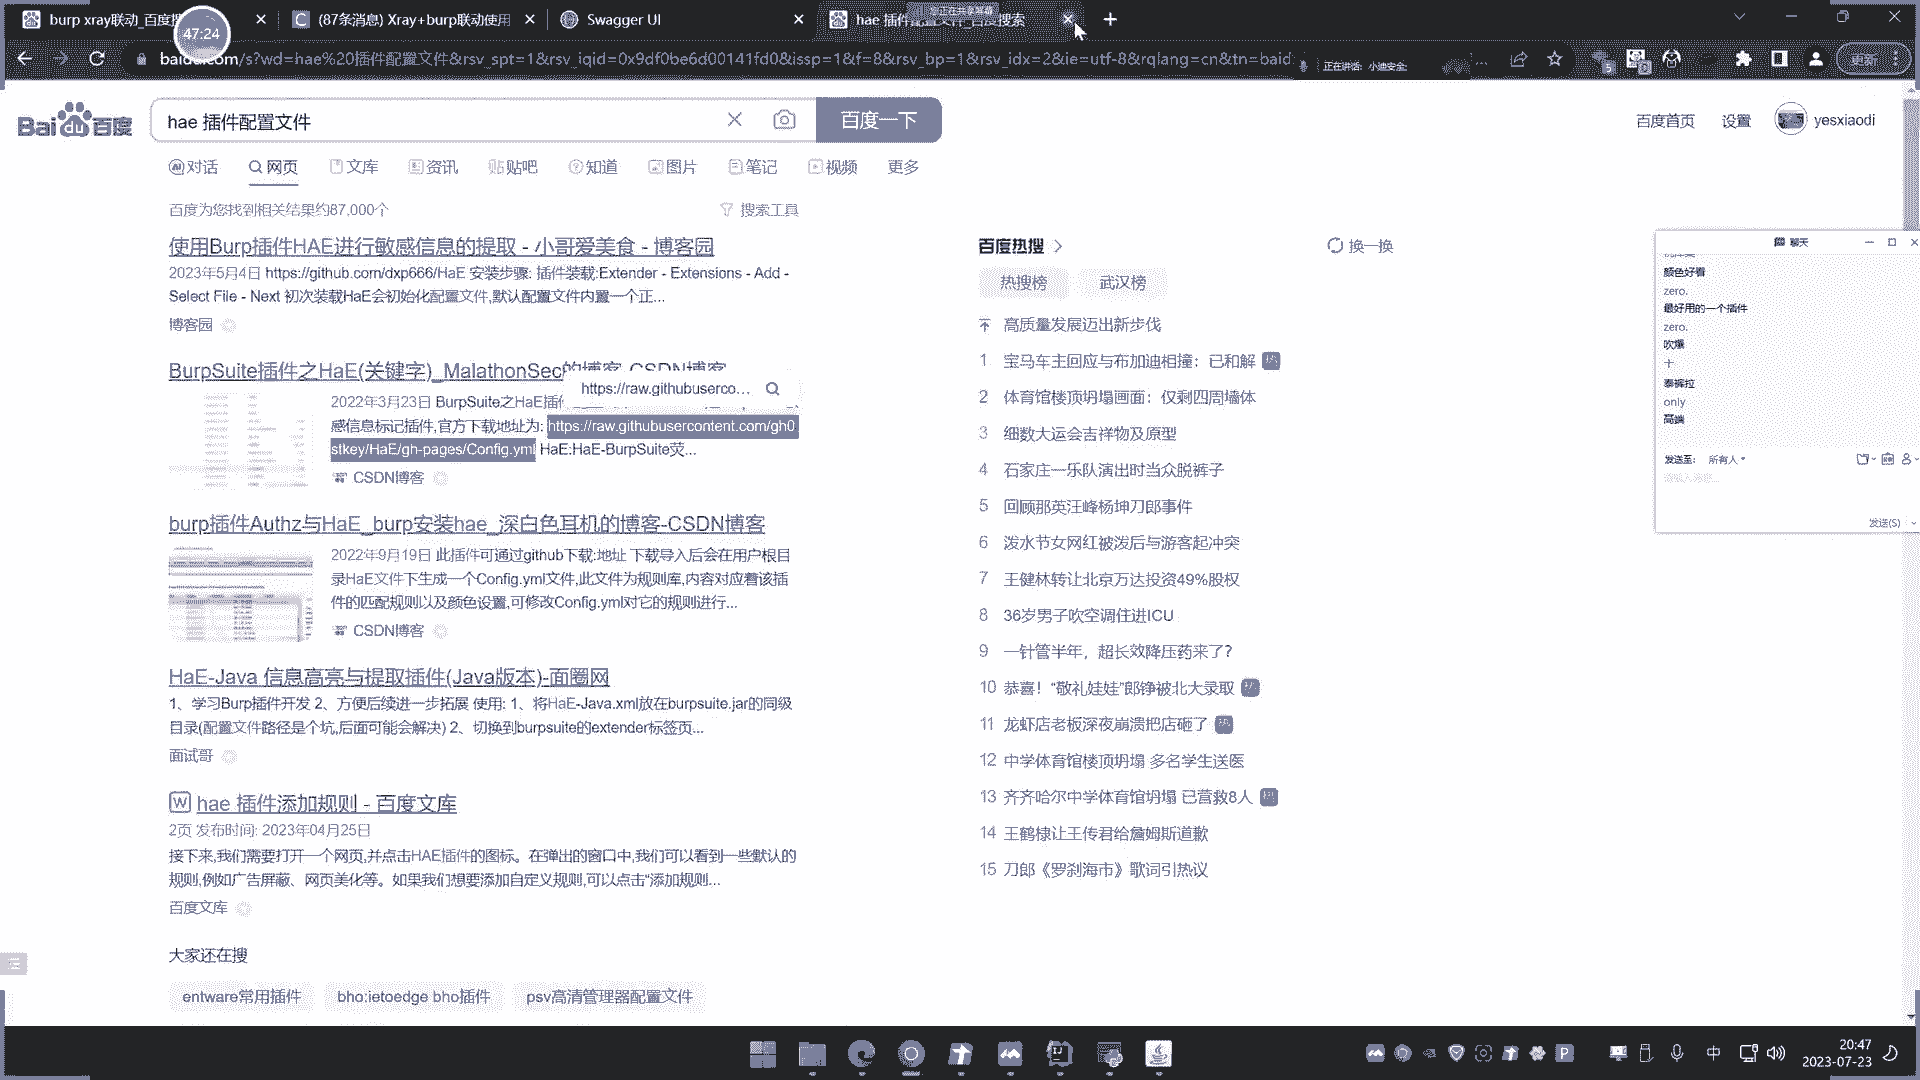 burp xray联动_百度
47:24
(87条消息) Xray+burp联动使用
Swagger UI
hae 插件配置文件_百度搜索
baidu.com/s?wd=hae%20插件配置文件&rsv_spt=1&rsv_iqid=0x9df0be6d00141fd0&issp=1&f=8&rsv_bp=1&rsv_idx=2&ie=utf-8&rqlang=cn&tn=baid
正在讲话: 小迪安全;
更新
Bai du 百度
hae 插件配置文件
百度一下
百度首页
设置
yesxiaodi
对话
网页
文库
资讯
贴吧
知道
图片
笔记
视频
更多
百度为您找到相关结果约87,000个
搜索工具
使用Burp插件HAE进行敏感信息的提取 - 小哥爱美食 - 博客园
2023年5月4日 https://github.com/dxp666/HaE 安装步骤: 插件装载:Extender - Extensions - Add -
Select File - Next 初次装载HaE会初始化配置文件,默认配置文件内置一个正...
博客园
BurpSuite插件之HaE(关键字)_MalathonSec的博客-CSDN博客
https://raw.githubuserco...
2022年3月23日 BurpSuite之HaE插件
感信息标记插件,官方下载地址为: https://raw.githubusercontent.com/gh0
stkey/HaE/gh-pages/Config.yml HaE:HaE-BurpSuite荧...
CSDN博客
burp插件Authz与HaE_burp安装hae_深白色耳机的博客-CSDN博客
2022年9月19日 此插件可通过github下载:地址 下载导入后会在用户根目
录HaE文件下生成一个Config.yml文件,此文件为规则库,内容对应着该插
件的匹配规则以及颜色设置,可修改Config.yml对它的规则进行...
CSDN博客
HaE-Java 信息高亮与提取插件(Java版本)-面圈网
1、学习Burp插件开发 2、方便后续进一步拓展 使用: 1、将HaE-Java.xml放在burpsuite.jar的同级
目录(配置文件路径是个坑,后面可能会解决) 2、切换到burpsuite的extender标签页...
面试哥
hae 插件添加规则 - 百度文库
2页 发布时间: 2023年04月25日
接下来,我们需要打开一个网页,并点击HAE插件的图标。在弹出的窗口中,我们可以看到一些默认的
规则,例如广告屏蔽、网页美化等。如果我们想要添加自定义规则,可以点击“添加规则...
百度文库
大家还在搜
entware常用插件
bho:ietoedge bho插件
psv高清管理器配置文件
百度热搜
换一换
热搜榜
武汉榜
高质量发展迈出新步伐
1 宝马车主回应与布加迪相撞：已和解 热
2 体育馆楼顶坍塌画面：仅剩四周墙体
3 细数大运会吉祥物及原型
4 石家庄一乐队演出时当众脱裤子
5 回顾那英汪峰杨坤刀郎事件
6 泼水节女网红被泼后与游客起冲突
7 王健林转让北京万达投资49%股权
8 36岁男子吹空调住进ICU
9 一针管半年，超长效降压药来了?
10 恭喜！“敬礼娃娃”郎铮被北大录取 热
11 龙虾店老板深夜崩溃把店砸了 热
12 中学体育馆楼顶坍塌 多名学生送医
13 齐齐哈尔中学体育馆坍塌 已营救8人 热
14 王鹤棣让王传君给詹姆斯道歉
15 刀郎《罗刹海市》歌词引热议
聊天
颜色好看
zero.
最好用的一个插件
zero.
吹爆
十
泰裤拉
only
高端
发送至:
所有人
发送(S)
中
20:47
2023-07-23